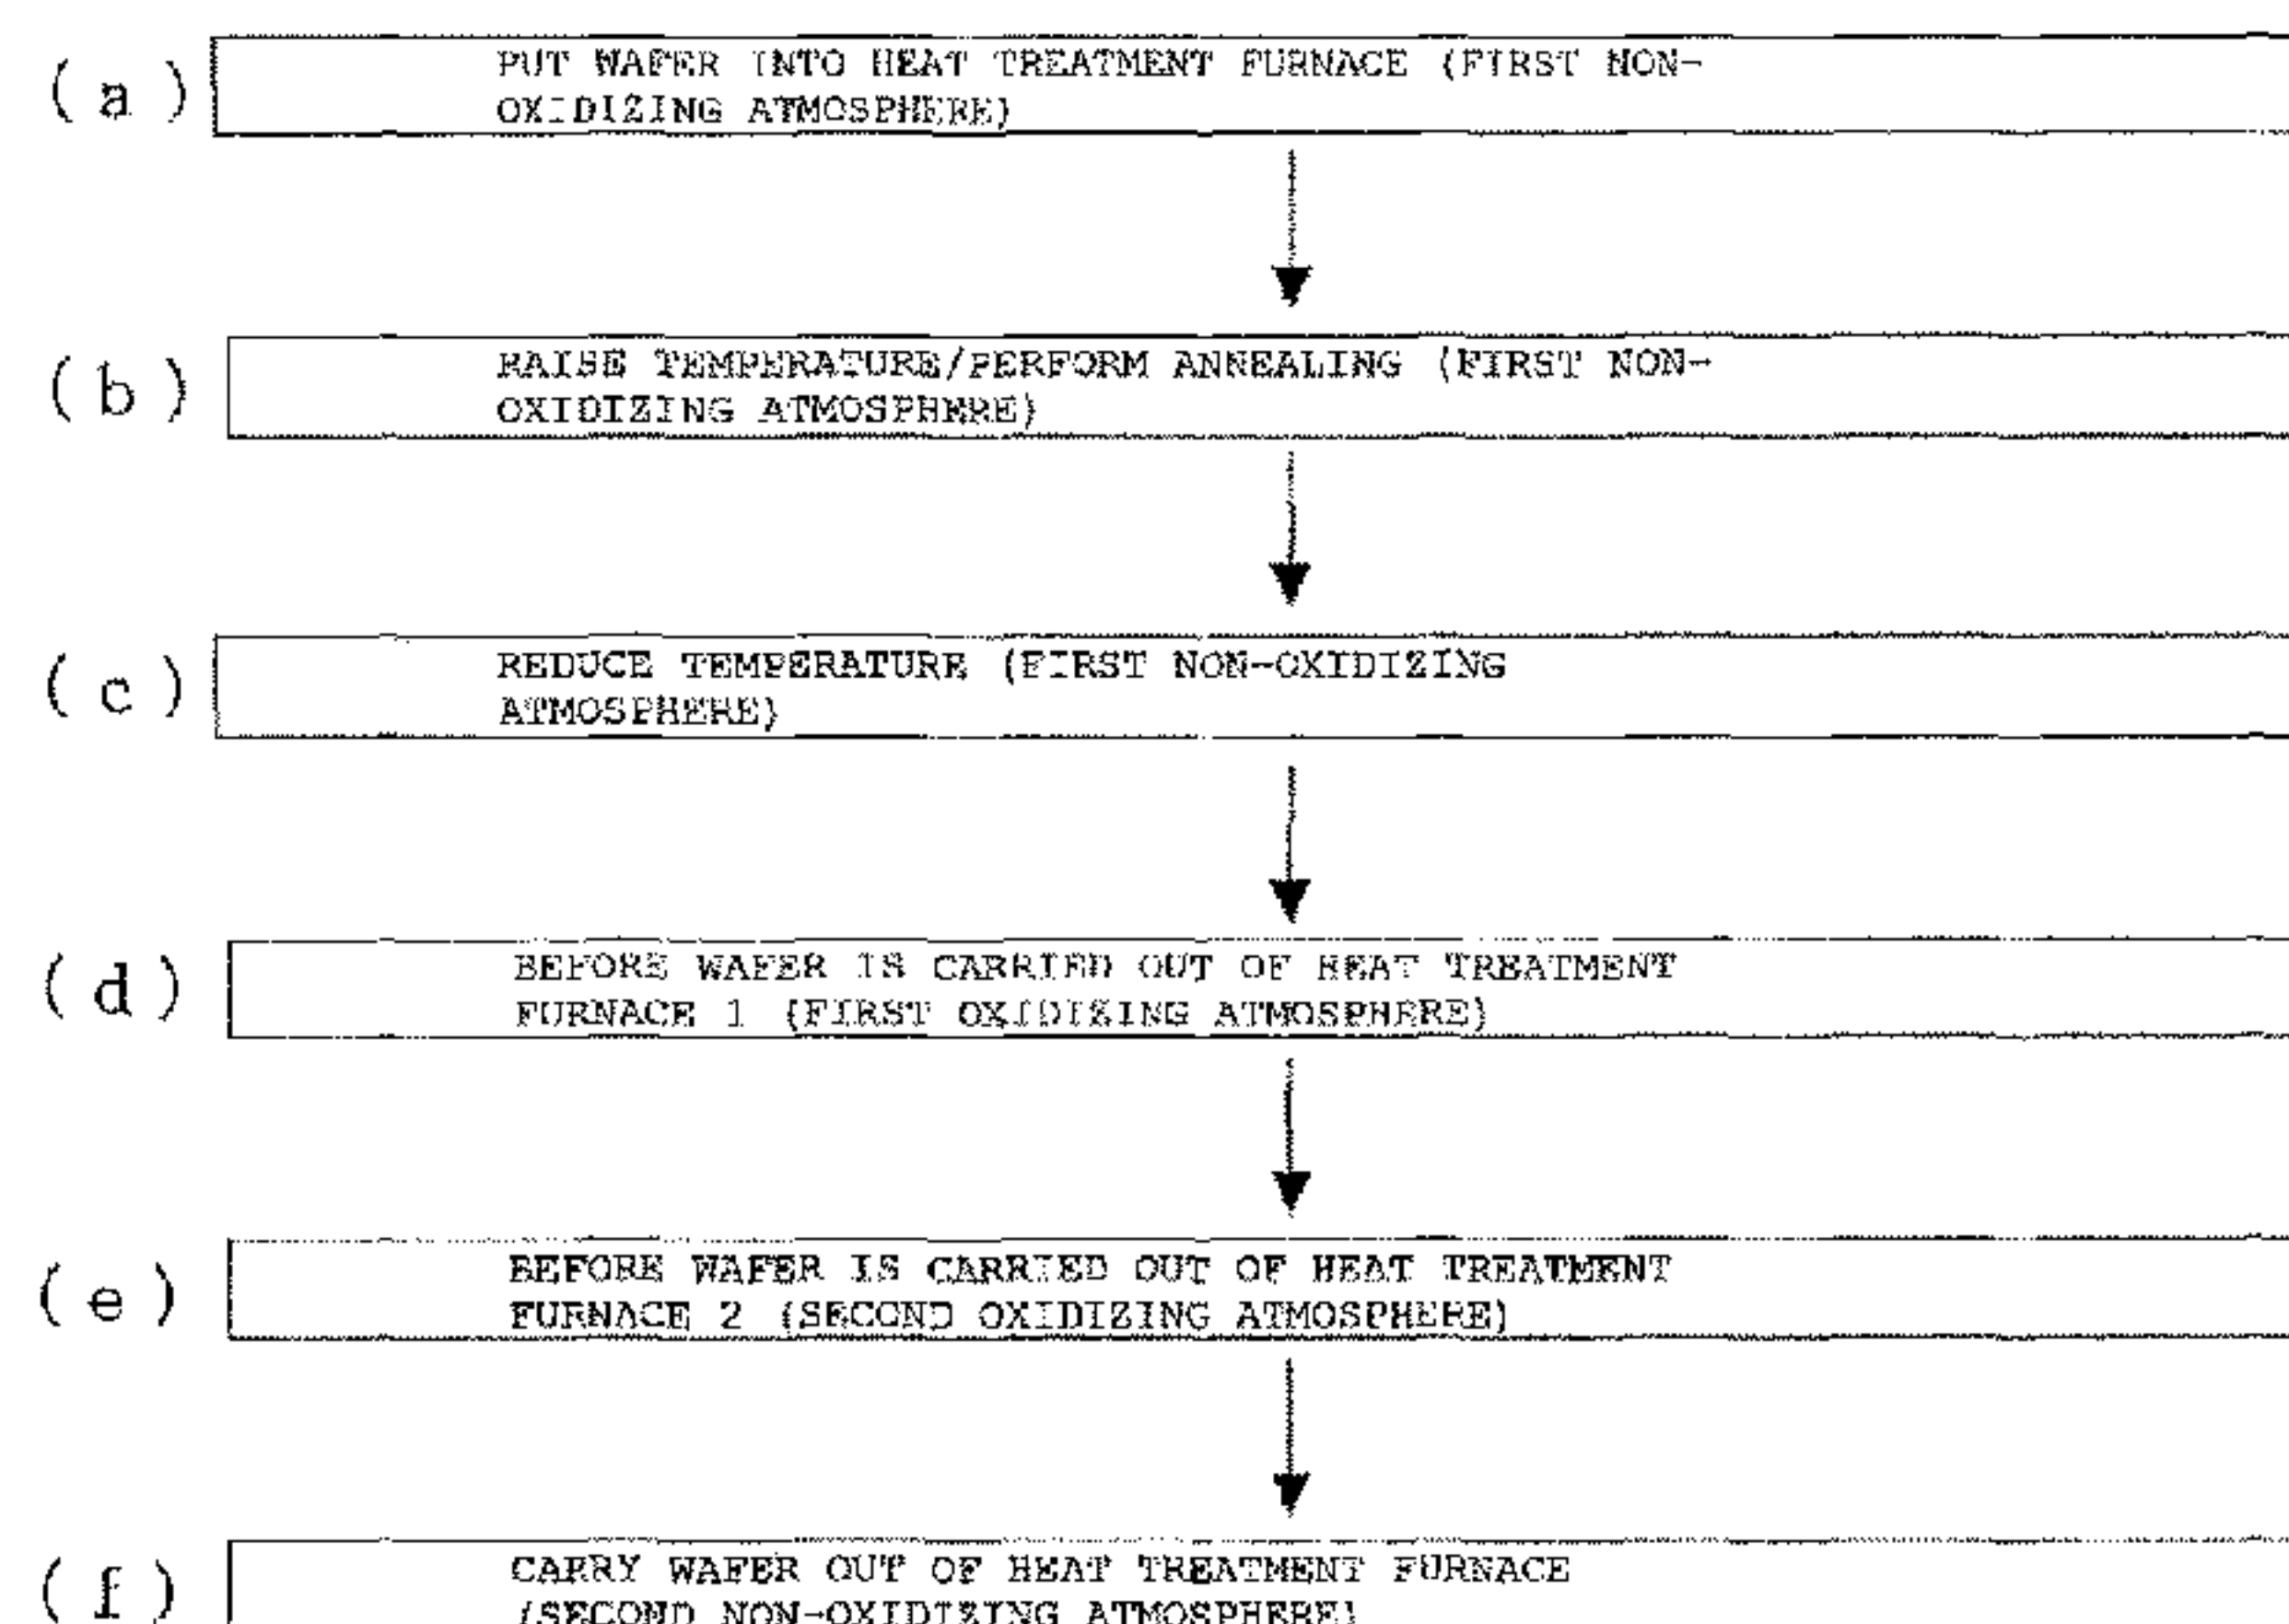 (a)
PUT WAFER INTO HEAT TREATMENT FURNACE (FIRST NON-
OXIDIZING ATMOSPHERE)
(b)
RAISE TEMPERATURE/PERFORM ANNEALING (FIRST NON-
OXIDIZING ATMOSPHERE)
(c)
REDUCE TEMPERATURE (FIRST NON-OXIDIZING
ATMOSPHERE)
(d)
BEFORE WAFER IS CARRIED OUT OF HEAT TREATMENT
FURNACE 1 (FIRST OXIDIZING ATMOSPHERE)
(e)
BEFORE WAFER IS CARRIED OUT OF HEAT TREATMENT
FURNACE 2 (SECOND OXIDIZING ATMOSPHERE)
(f)
CARRY WAFER OUT OF HEAT TREATMENT FURNACE
(SECOND NON-OXIDIZING ATMOSPHERE)